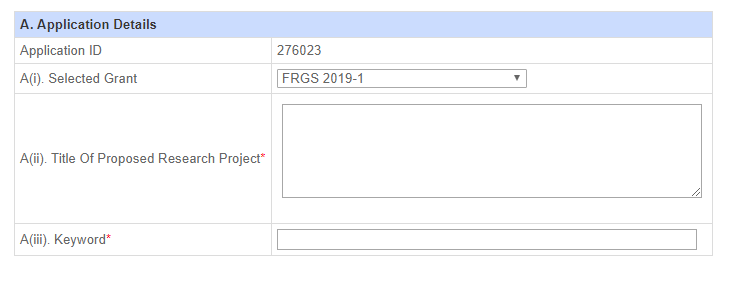 A. Application Details
Application ID 276023
A(i). Selected Grant FRGS 2019-1
A(ii). Title Of Proposed Research Project*
A(iii). Keyword*